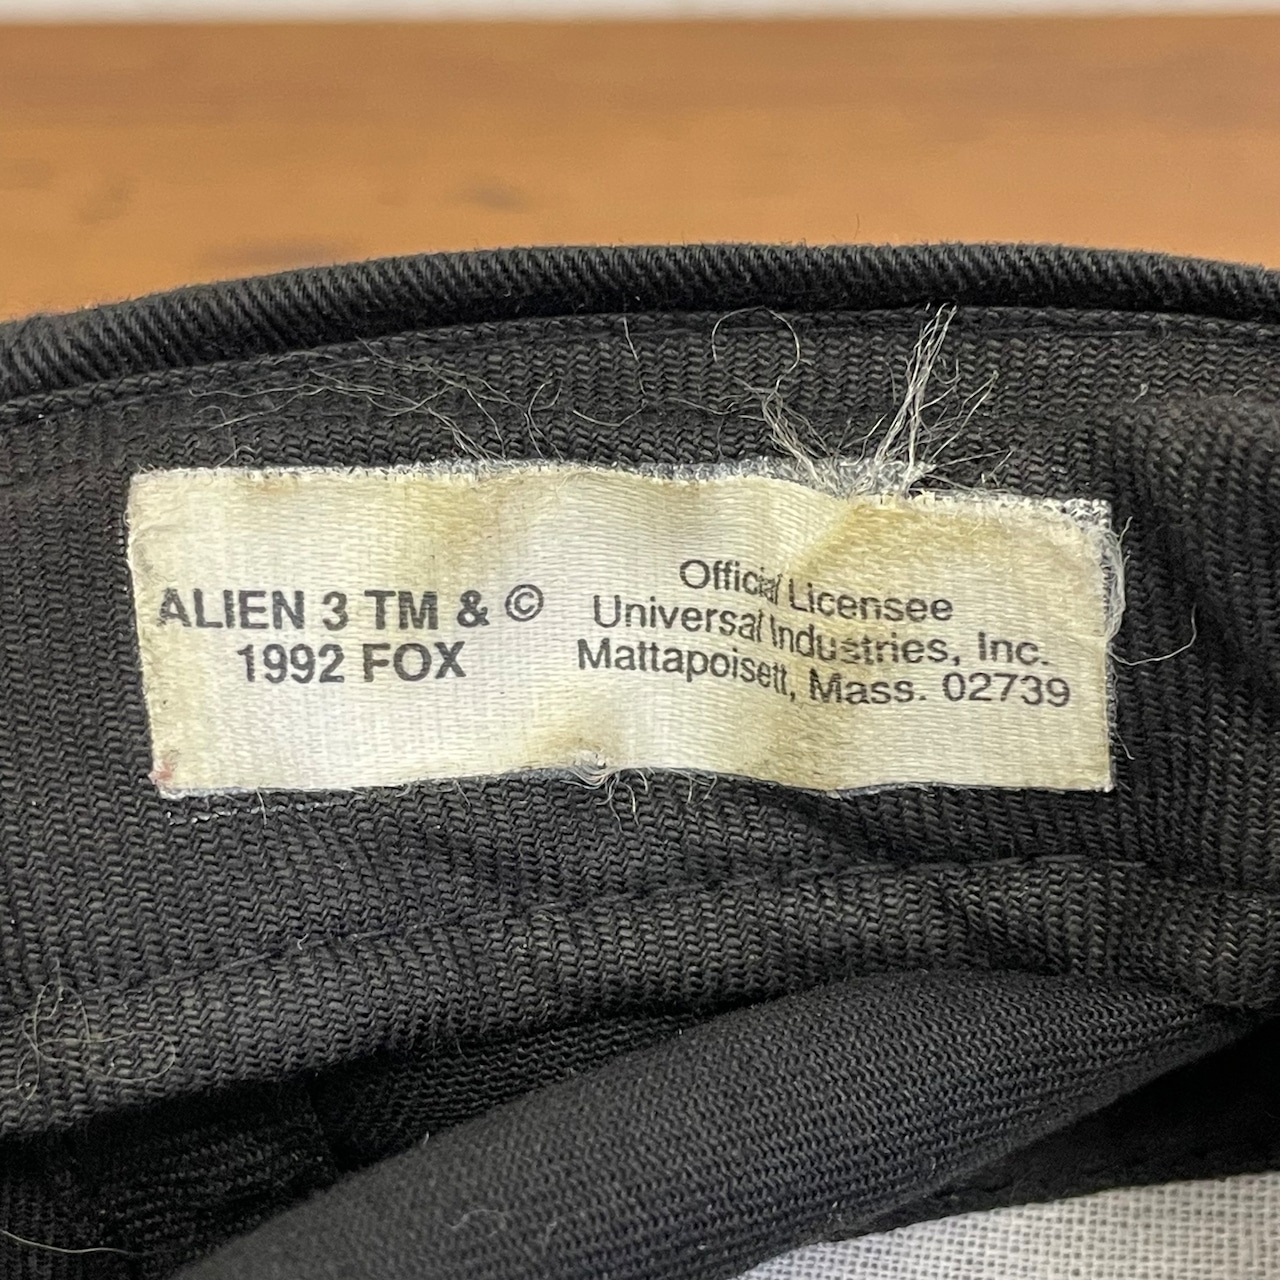 ALIEN 3 TM & ©
1992 FOX
Official Licensee
Universal Industries, Inc.
Mattapoisett, Mass. 02739